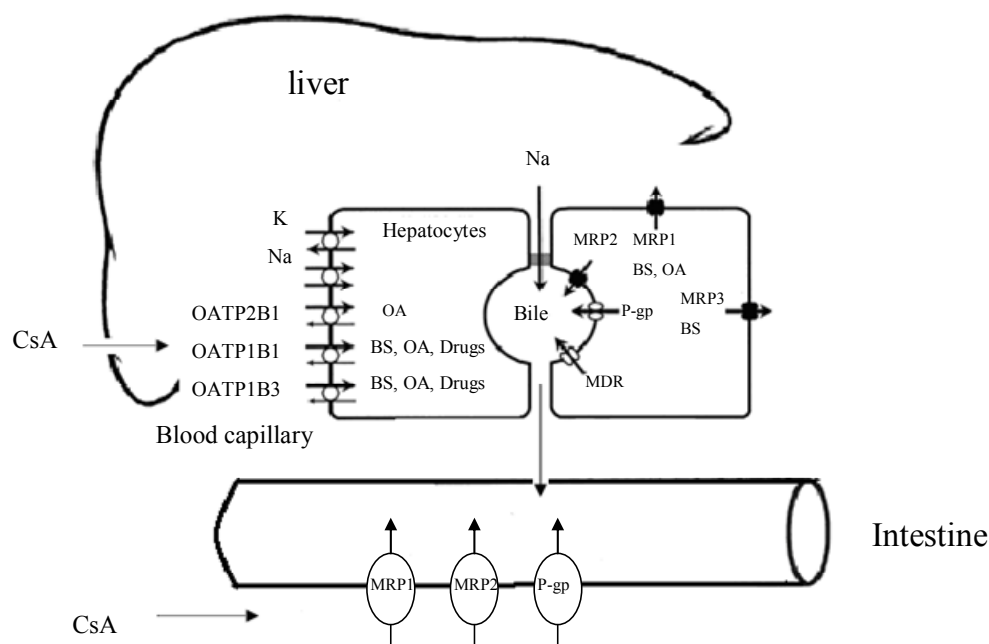 liver
Na
K
Hepatocytes
MRP2
MRP1
Na
BS, OA
MRP3
OATP2B1
OA
Bile
P-gp
BS
CsA
OATP1B1
BS, OA, Drugs
OATP1B3
BS, OA, Drugs
MDR
Blood capillary
Intestine
MRP1
MRP2
P-gp
CsA